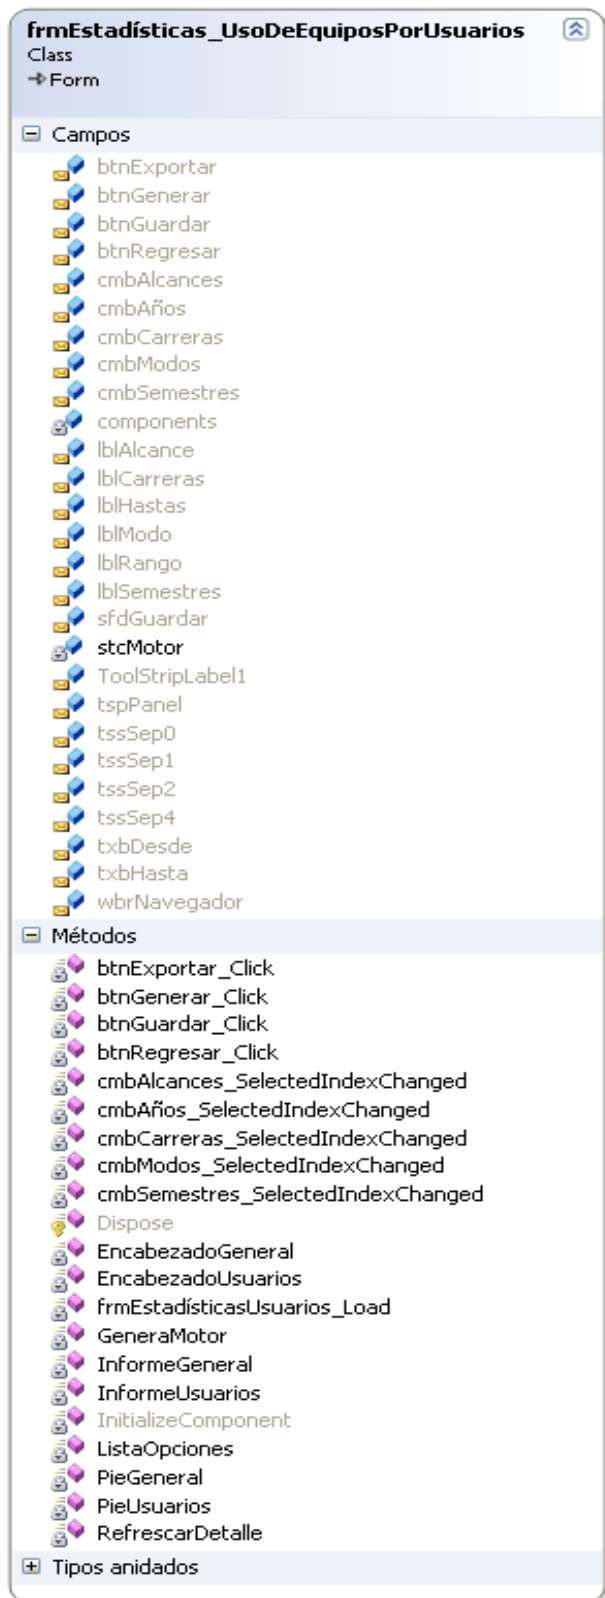 frmEstadísticas_UsoDeEquiposPorUsuarios
Class
Form
Campos
btnExportar
btnGenerar
btnGuardar
btnRegresar
cmbAlcances
cmbAños
cmbCarreras
cmbModos
cmbSemestres
components
lblAlcance
lblCarreras
lblHastas
lblModo
lblRango
lblSemestres
sfdGuardar
stcMotor
ToolStripLabel1
tspPanel
tssSep0
tssSep1
tssSep2
tssSep4
txbDesde
txbHasta
wbrNavegador
Métodos
btnExportar_Click
btnGenerar_Click
btnGuardar_Click
btnRegresar_Click
cmbAlcances_SelectedIndexChanged
cmbAños_SelectedIndexChanged
cmbCarreras_SelectedIndexChanged
cmbModos_SelectedIndexChanged
cmbSemestres_SelectedIndexChanged
Dispose
EncabezadoGeneral
EncabezadoUsuarios
frmEstadísticasUsuarios_Load
GeneraMotor
InformeGeneral
InformeUsuarios
InitializeComponent
ListaOpciones
PieGeneral
PieUsuarios
RefrescarDetalle
Tipos anidados